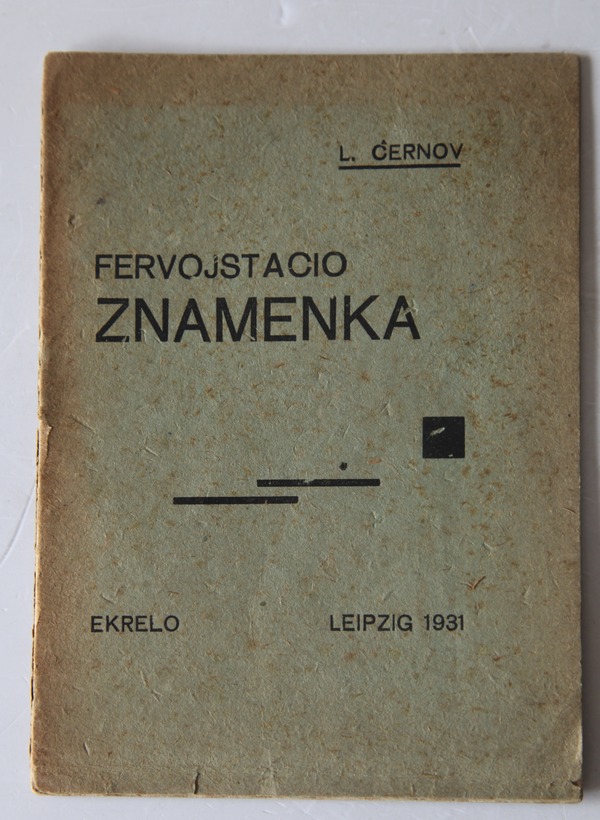 L. ĈERNOV
FERVOJSTACIO
ZNAMENKA
EKRELO LEIPZIG 1931